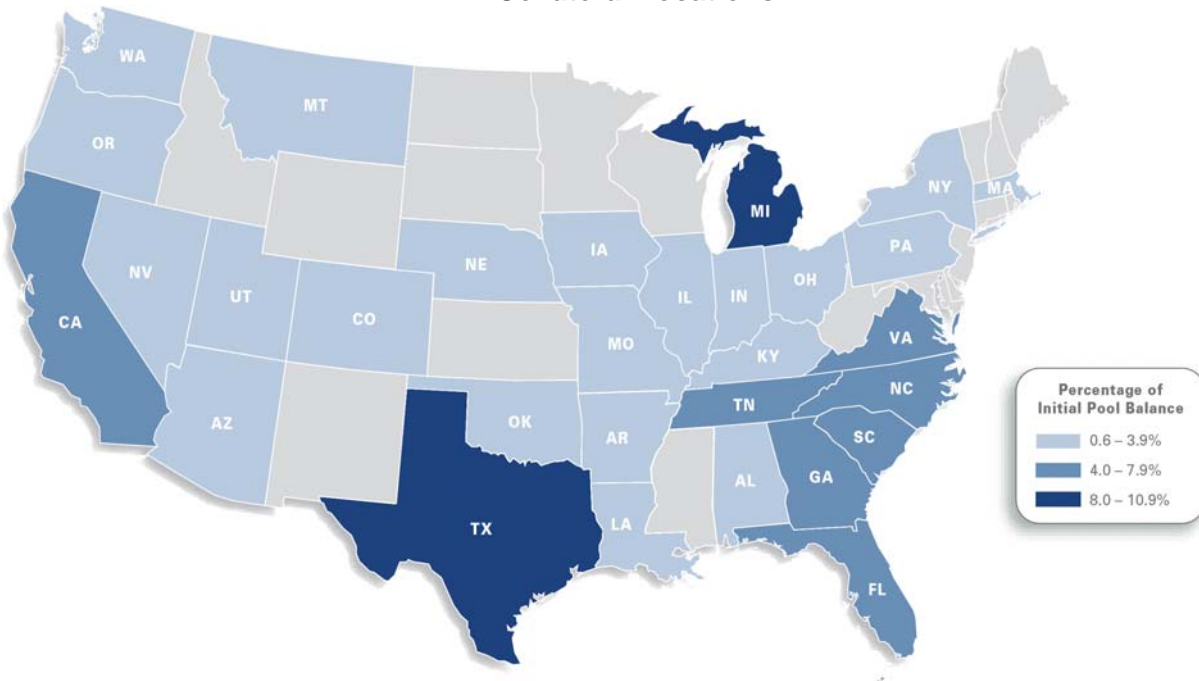 WA
MT
OR
NY
MA
MI
IA
PA
NE
NV
OH
IL
IN
UT
CO
CA
VA
MO
KY
NC
TN
OK
AZ
AR
SC
GA
AL
TX
LA
FL
Percentage of
Initial Pool Balance
0.6 – 3.9%
4.0 – 7.9%
8.0 – 10.9%